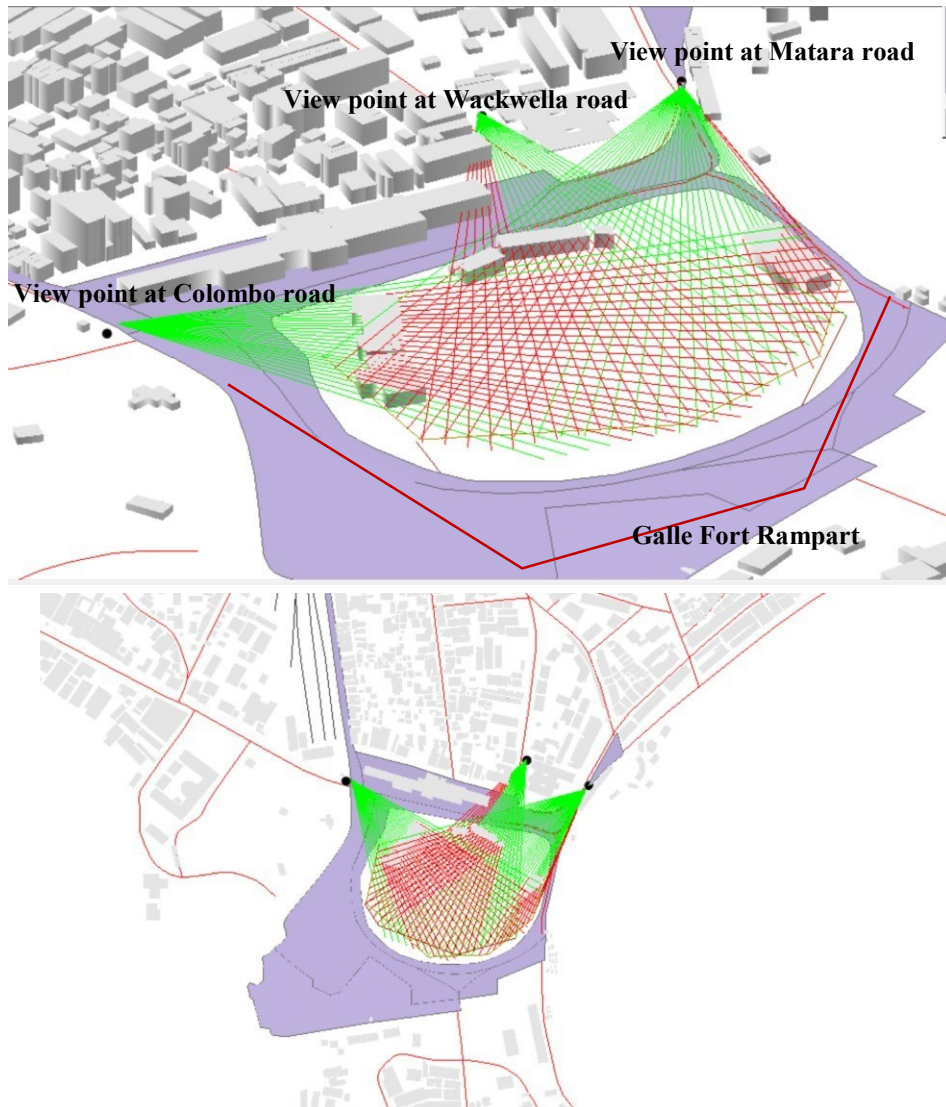 View point at Matara road
View point at Wackwella road
View point at Colombo road
Galle Fort Rampart